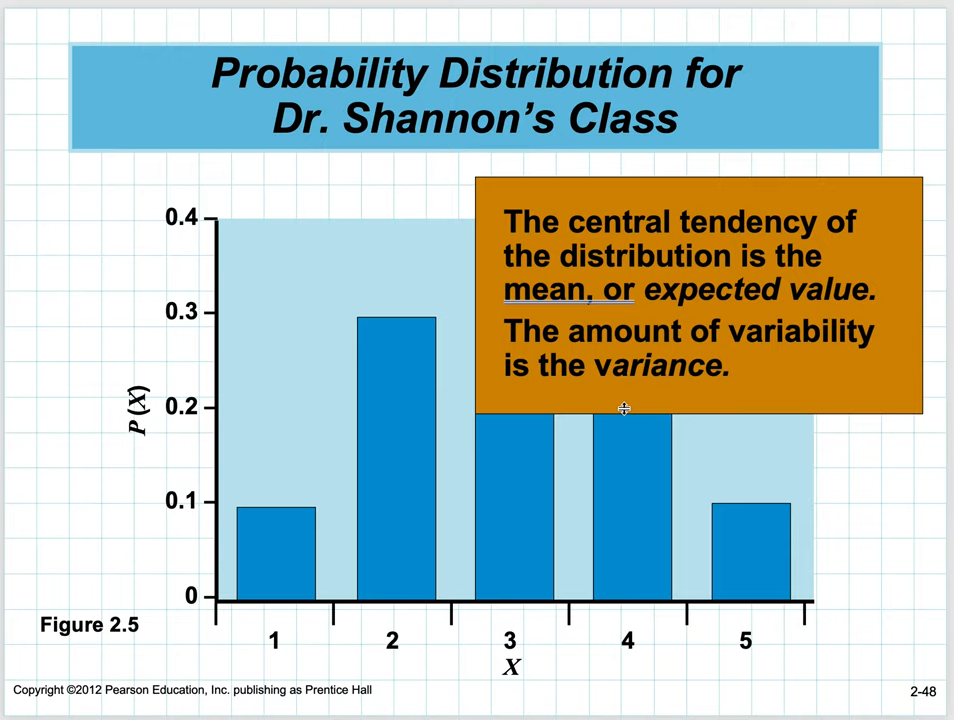 Probability Distribution for
Dr. Shannon’s Class
The central tendency of
the distribution is the
mean, or expected value.
The amount of variability
is the variance.
0.4
0.3
0.2
0.1
0
P (X)
1 2 3 4 5
X
Figure 2.5
Copyright ©2012 Pearson Education, Inc. publishing as Prentice Hall
2-48